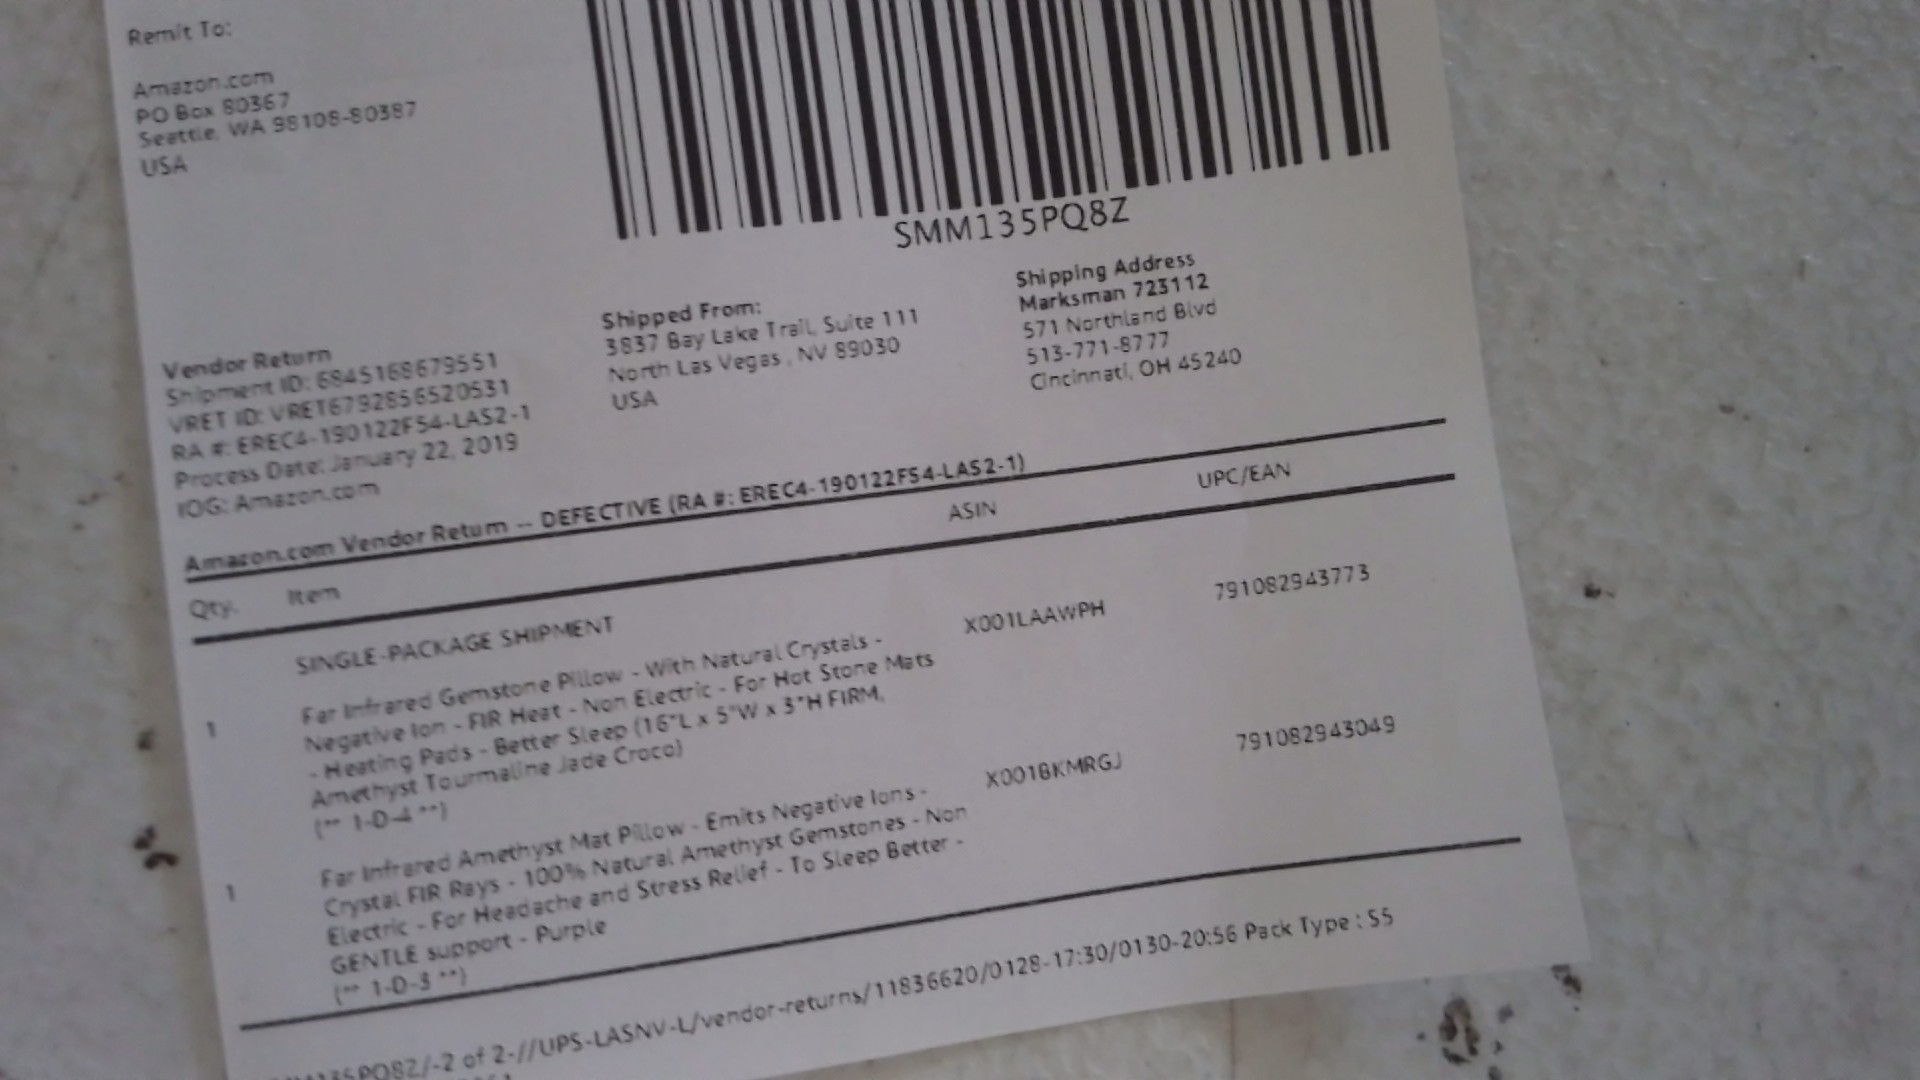 Remit To:
Amazon.com
PO Box 80367
Seattle, WA 98108-80387
USA
SMM135PQ8Z
Vendor Return
Shipment ID: 6845168679551
VRET ID: VRET6792856520531
RA #: EREC4-190122F54-LAS2-1
Process Date: January 22, 2019
IOG: Amazon.com
Shipped From:
3837 Bay Lake Trail, Suite 111
North Las Vegas , NV 89030
USA
Shipping Address
Marksman 723112
571 Northland Blvd
513-771-8777
Cincinnati, OH 45240
Amazon.com Vendor Return -- DEFECTIVE (RA #: EREC4-190122F54-LAS2-1)
Qty. Item ASIN UPC/EAN
SINGLE-PACKAGE SHIPMENT
1 Far Infrared Gemstone Pillow - With Natural Crystals - X001LAAWPH 791082943773
Negative Ion - FIR Heat - Non Electric - For Hot Stone Mats
- Heating Pads - Better Sleep (16"L x 5"W x 3"H FIRM,
Amethyst Tourmaline Jade Croco)
(** 1-D-4 **)
1 Far Infrared Amethyst Mat Pillow - Emits Negative Ions - X001BKMRGJ 791082943049
Crystal FIR Rays - 100% Natural Amethyst Gemstones - Non
Electric - For Headache and Stress Relief - To Sleep Better -
GENTLE support - Purple
(** 1-D-3 **)
/-2 of 2-//UPS-LASNV-L/vendor-returns/11836620/0128-17:30/0130-20:56 Pack Type : S5